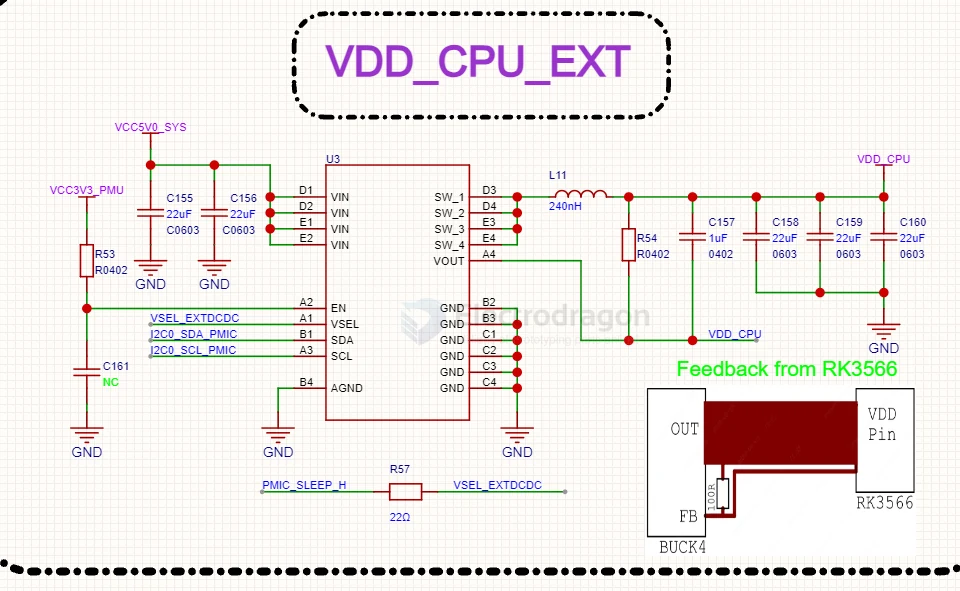 VDD_CPU_EXT
VCC5V0_SYS
VCC3V3_PMU
VDD_CPU
U3
L11
240nH
C155
22uF
C0603
C156
22uF
C0603
GND
GND
R53
R0402
D1 VIN
D2 VIN
E1 VIN
E2 VIN
A2 EN
A1 VSEL
B1 SDA
A3 SCL
B4 AGND
SW_1 D3
SW_2 D4
SW_3 E3
SW_4 E4
VOUT A4
GND B2
GND B3
GND C1
GND C2
GND C3
GND C4
VSEL_EXTDCDC
I2C0_SDA_PMIC
I2C0_SCL_PMIC
R54
R0402
C157
1uF
0402
C158
22uF
0603
C159
22uF
0603
C160
22uF
0603
Electrodragon
VDD_CPU
GND
C161
NC
GND
GND
GND
Feedback from RK3566
OUT
VDD
Pin
100R
FB
RK3566
BUCK4
R57
PMIC_SLEEP_H
VSEL_EXTDCDC
22Ω